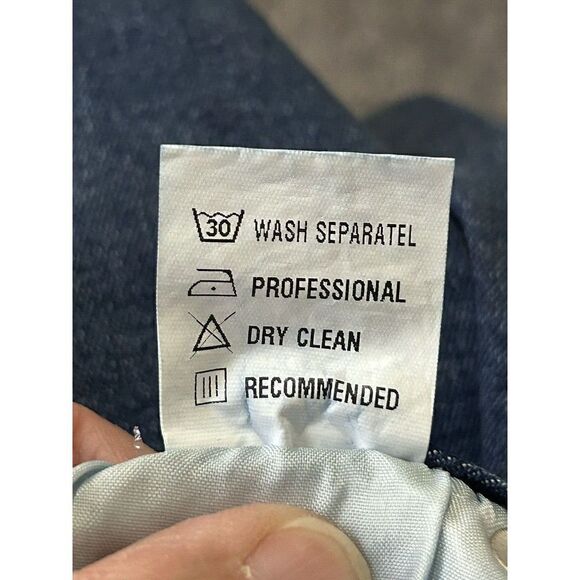 30 WASH SEPARATEL
PROFESSIONAL
DRY CLEAN
RECOMMENDED